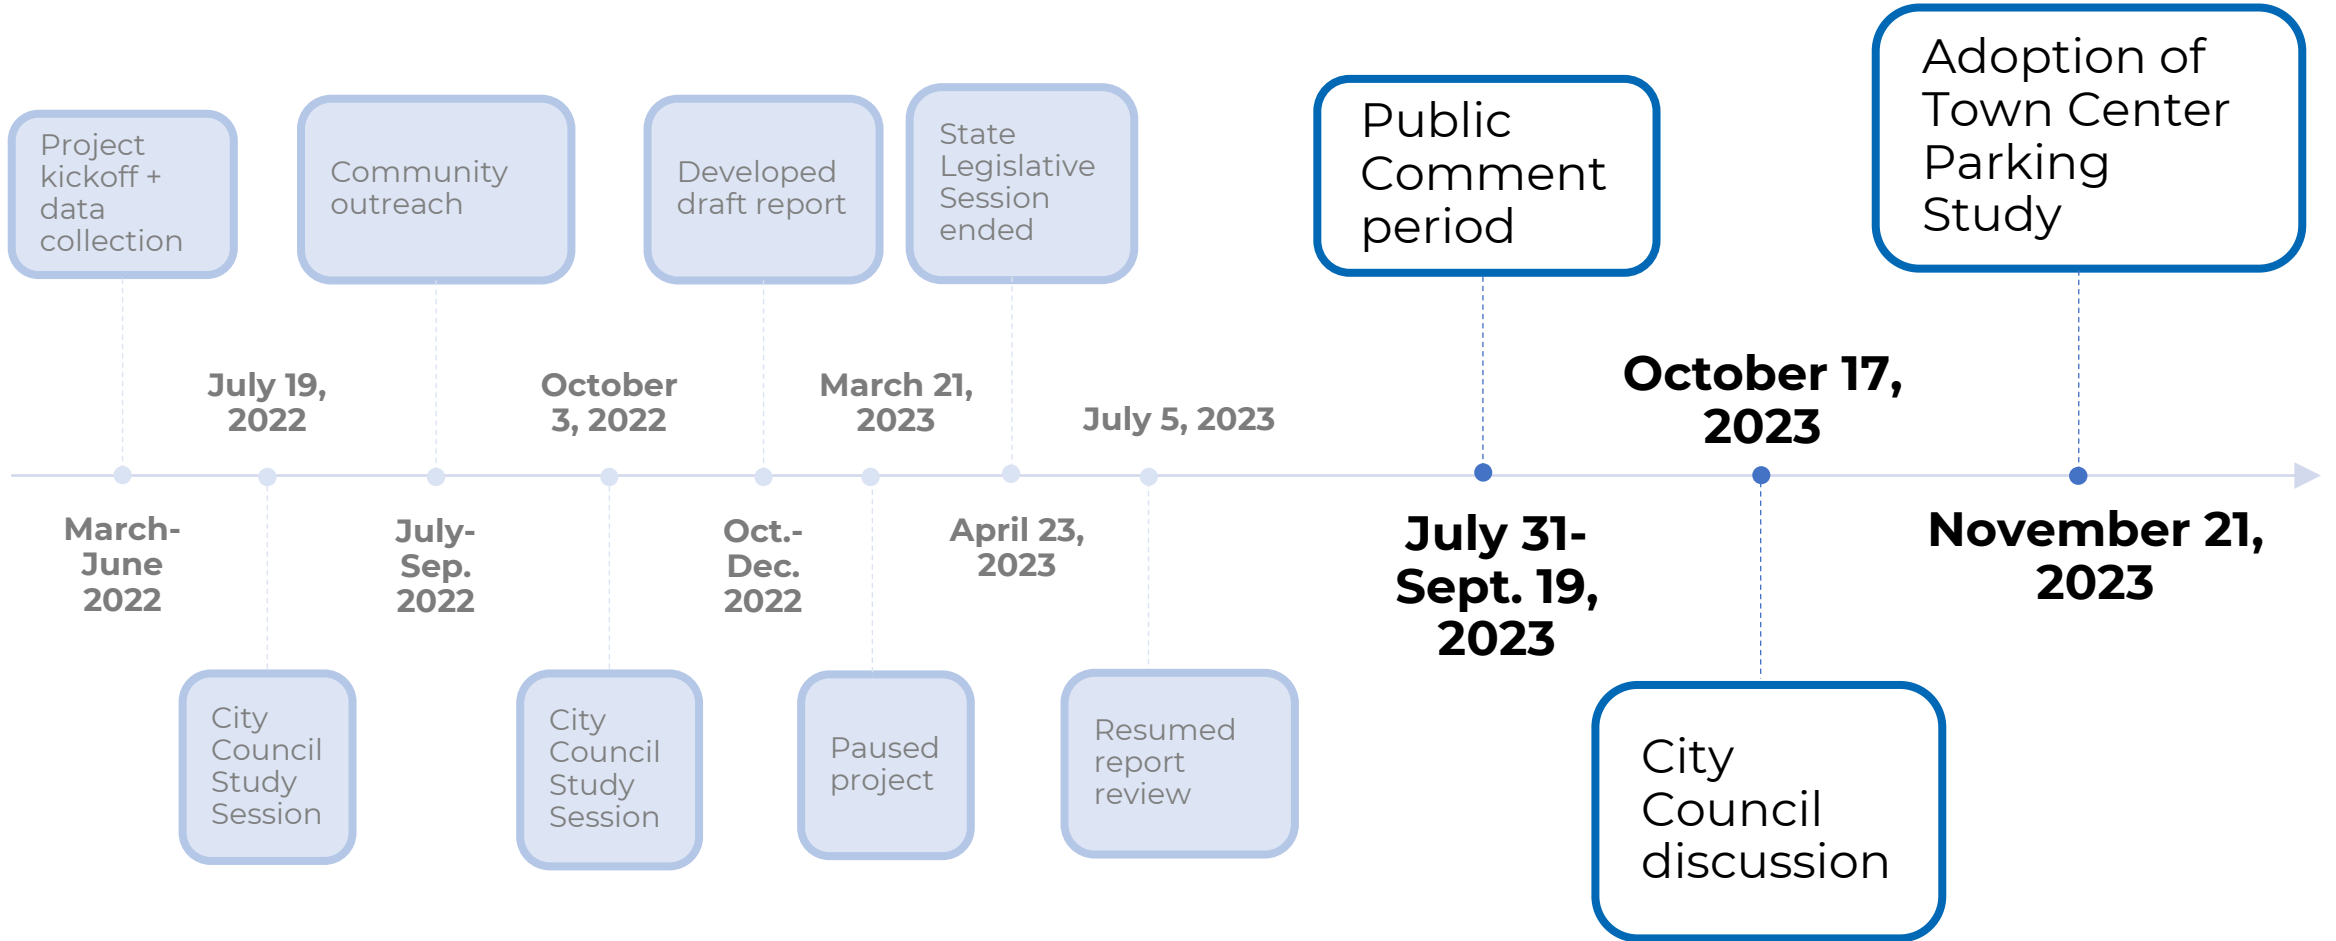 Project
kickoff +
data
collection
Community
outreach
Developed
draft report
State
Legislative
Session
ended
Public
Comment
period
Adoption of
Town Center
Parking
Study
July 19,
2022
October
3, 2022
March 21,
2023
July 5, 2023
October 17,
2023
March-
June
2022
July-
Sep.
2022
Oct.-
Dec.
2022
April 23,
2023
July 31-
Sept. 19,
2023
November 21,
2023
City
Council
Study
Session
City
Council
Study
Session
Paused
project
Resumed
report
review
City
Council
discussion